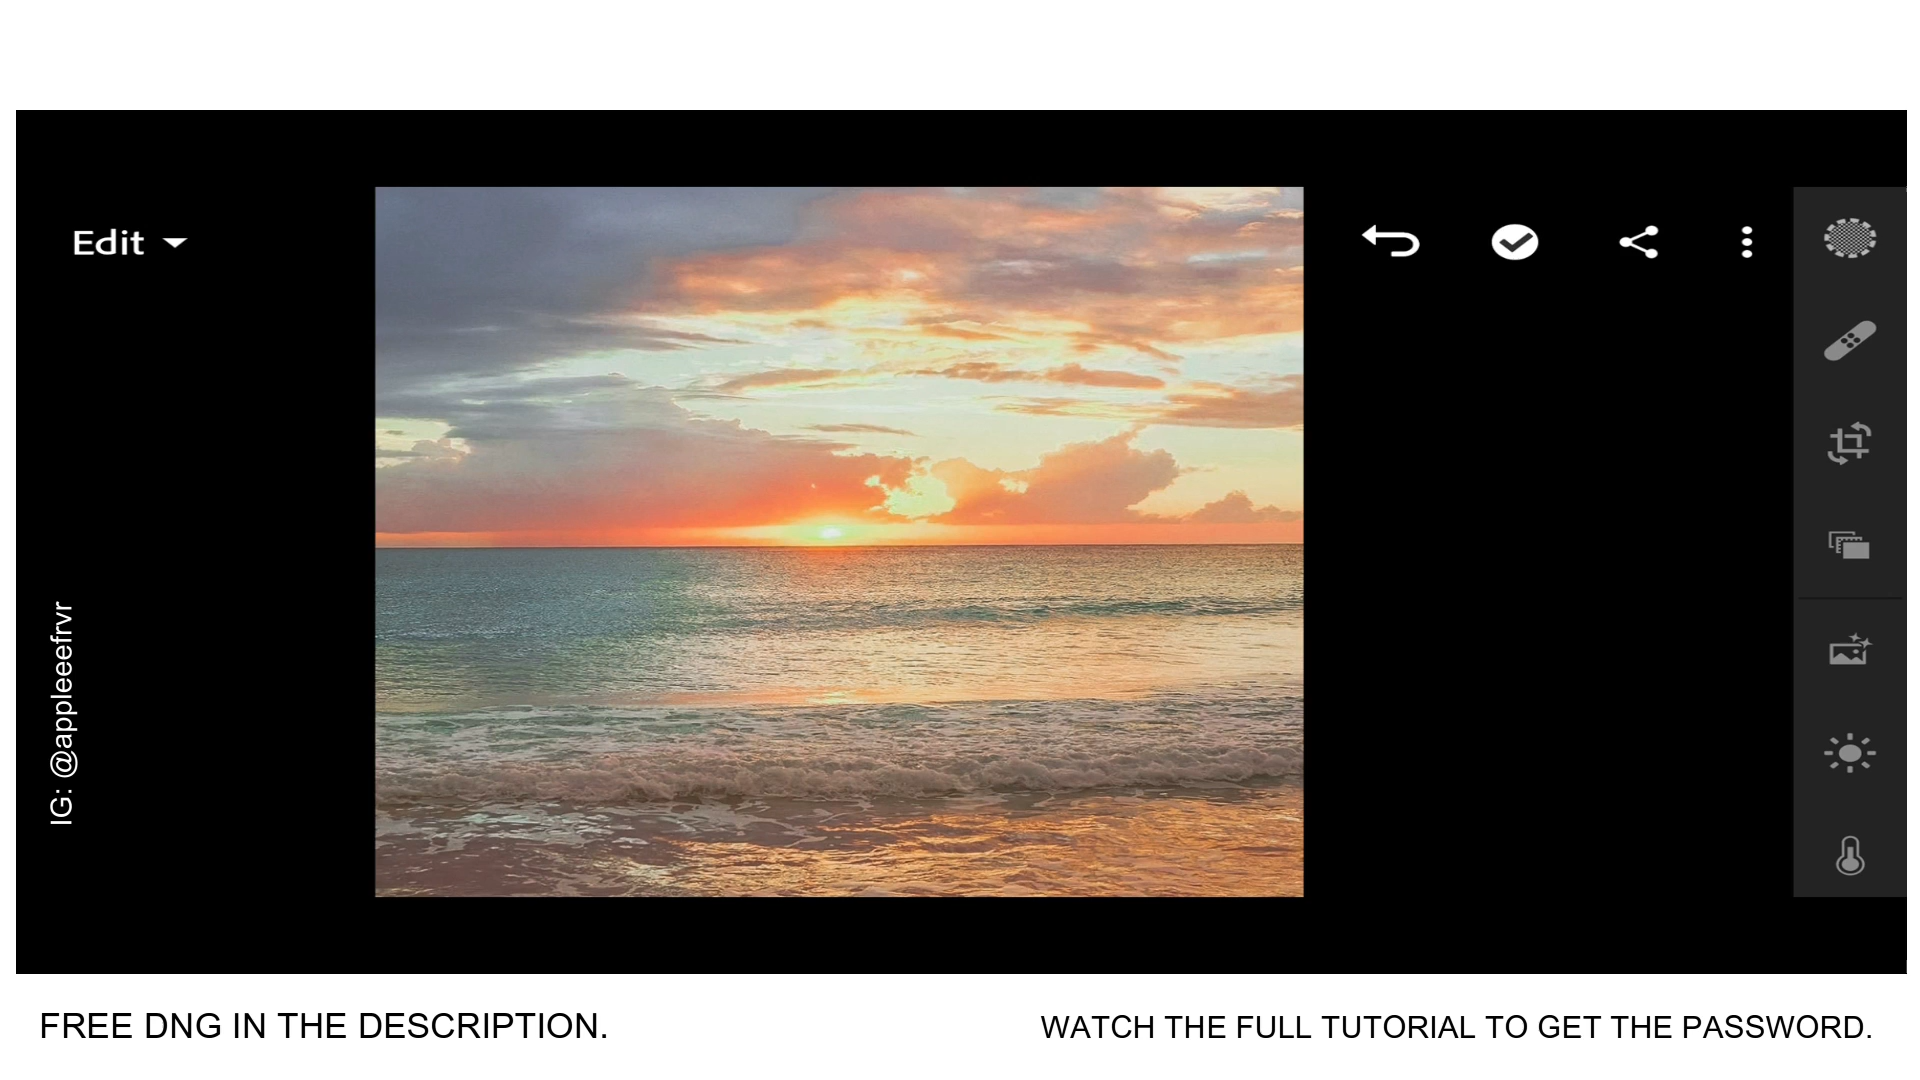 Edit
IG: @appleeefrvr
FREE DNG IN THE DESCRIPTION.
WATCH THE FULL TUTORIAL TO GET THE PASSWORD.